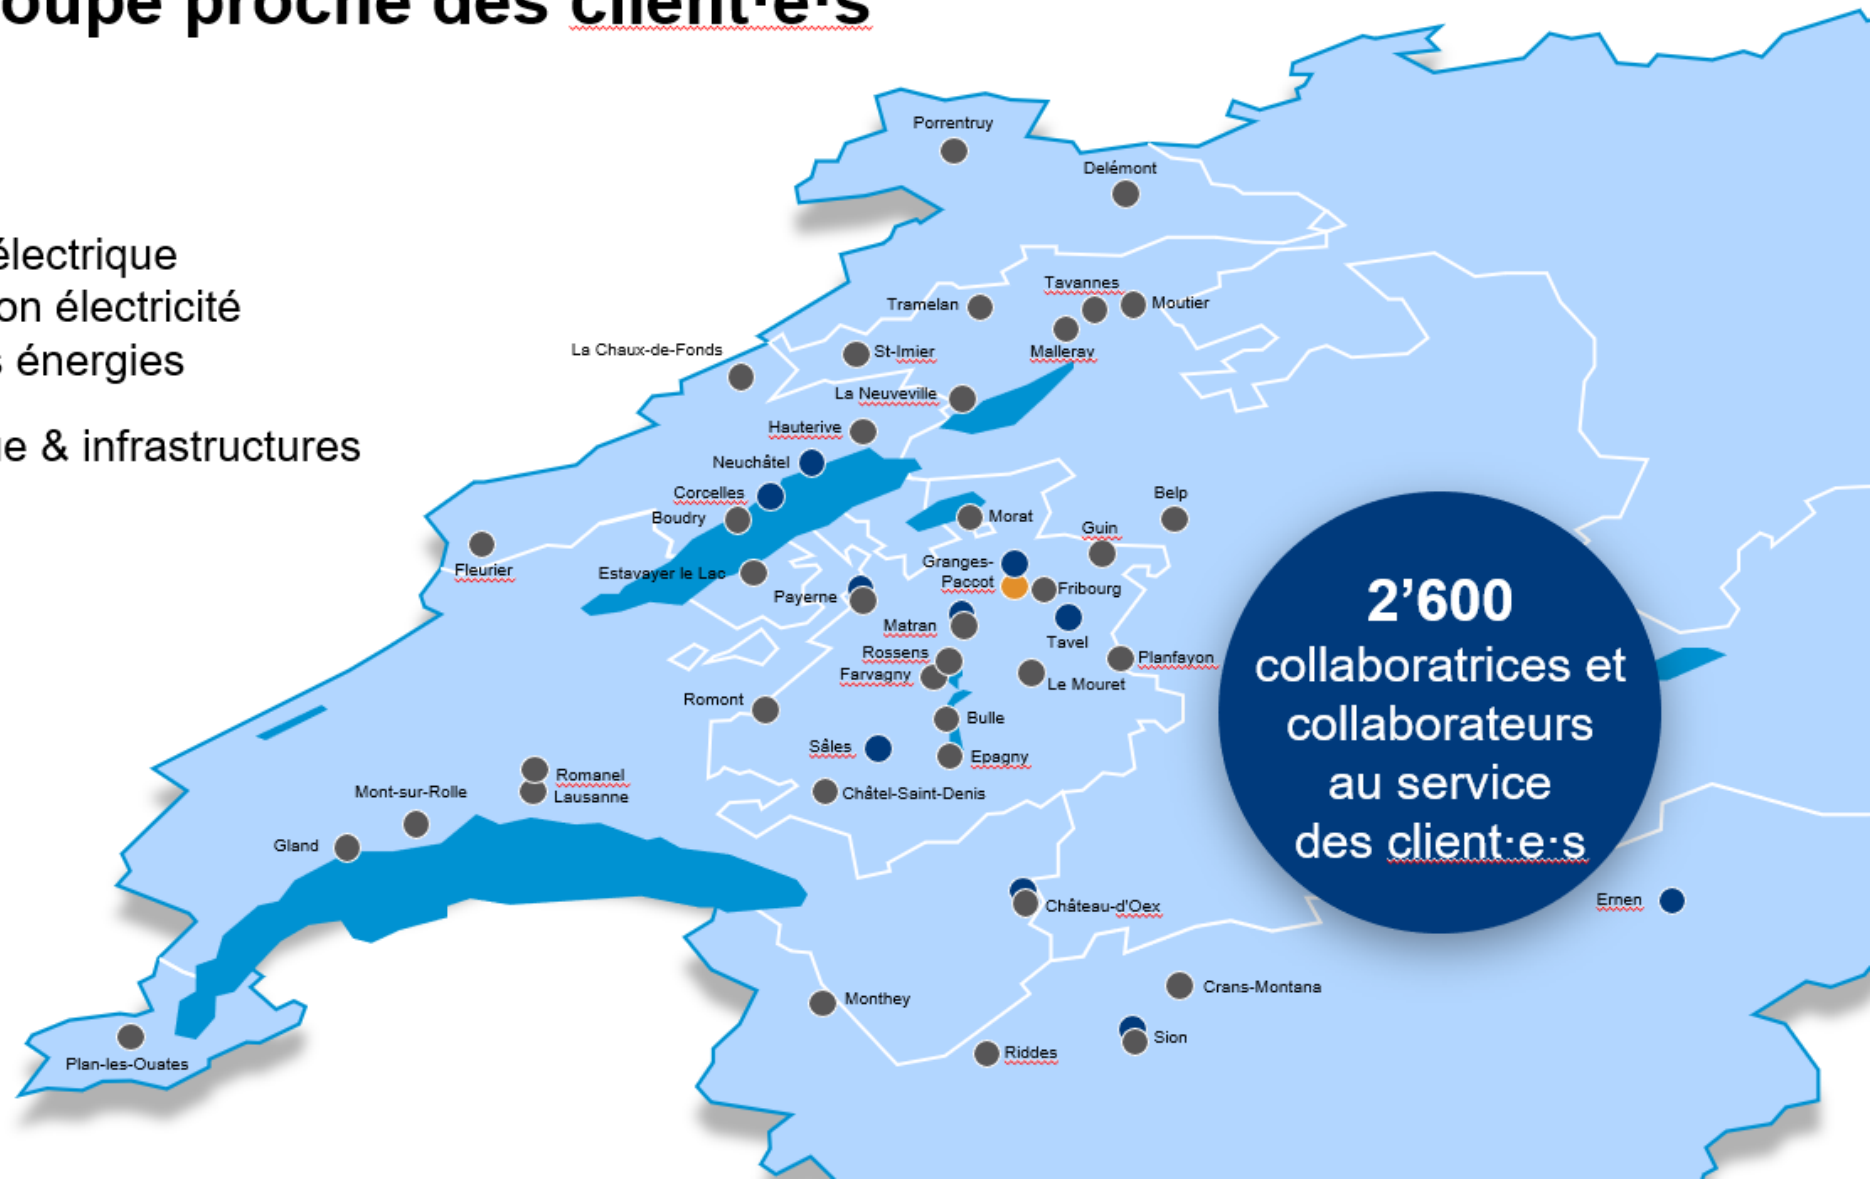 oupe proche des client·e·s
électrique
on électricité
s énergies
ue & infrastructures
Porrentruy
Delémont
Tavannes
Tramelan
Moutier
La Chaux-de-Fonds
St-Imier
Malleray
La Neuveville
Hauterive
Neuchâtel
Corcelles
Boudry
Belp
Morat
Guin
Fleurier
Estavayer le Lac
Granges-
Paccot
Fribourg
Payerne
Matran
Tavel
Rossens
Farvagny
Planfayon
Le Mouret
Romont
Bulle
Sâles
Epagny
Romanel
Lausanne
Mont-sur-Rolle
Châtel-Saint-Denis
Gland
2’600
collaboratrices et
collaborateurs
au service
des client·e·s
Ernen
Château-d'Oex
Crans-Montana
Monthey
Sion
Riddes
Plan-les-Ouates